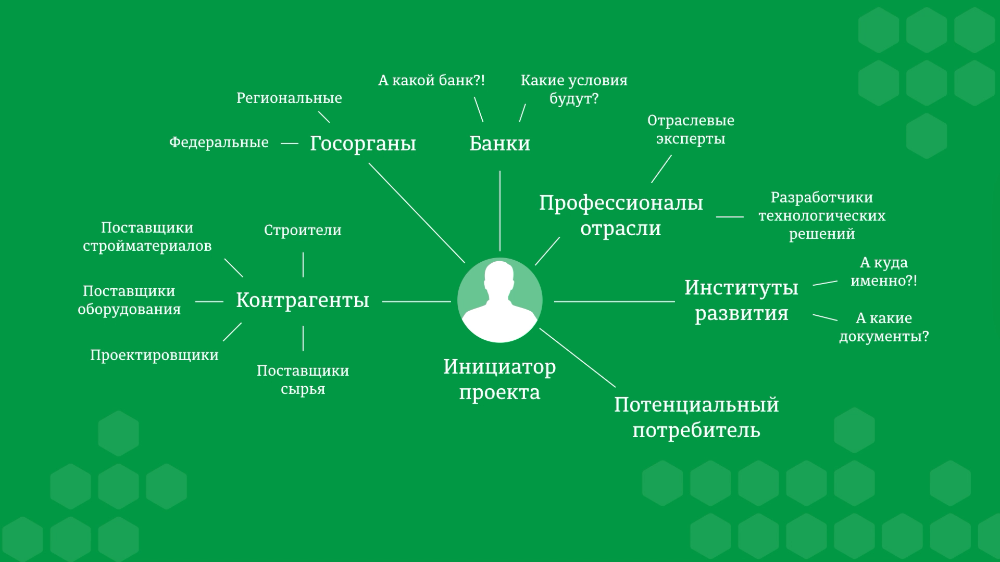 А какой банк?!
Какие условия
будут?
Региональные
Отраслевые
эксперты
Федеральные
Госорганы
Банки
Профессионалы
отрасли
Разработчики
технологических
решений
Поставщики
стройматериалов
Строители
А куда
именно?!
Поставщики
оборудования
Контрагенты
Институты
развития
А какие
документы?
Проектировщики
Поставщики
сырья
Инициатор
проекта
Потенциальный
потребитель